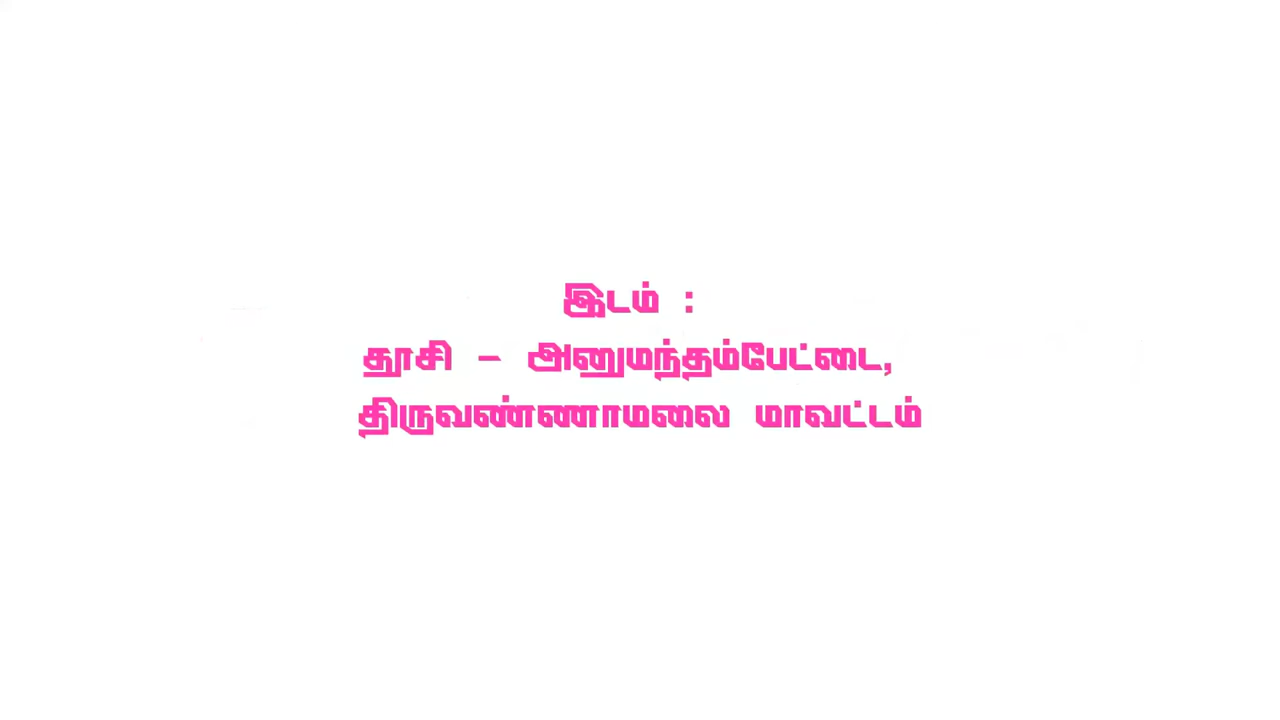 இடம் :
தூசி – அனுமந்தம்பேட்டை,
திருவண்ணாமலை மாவட்டம்